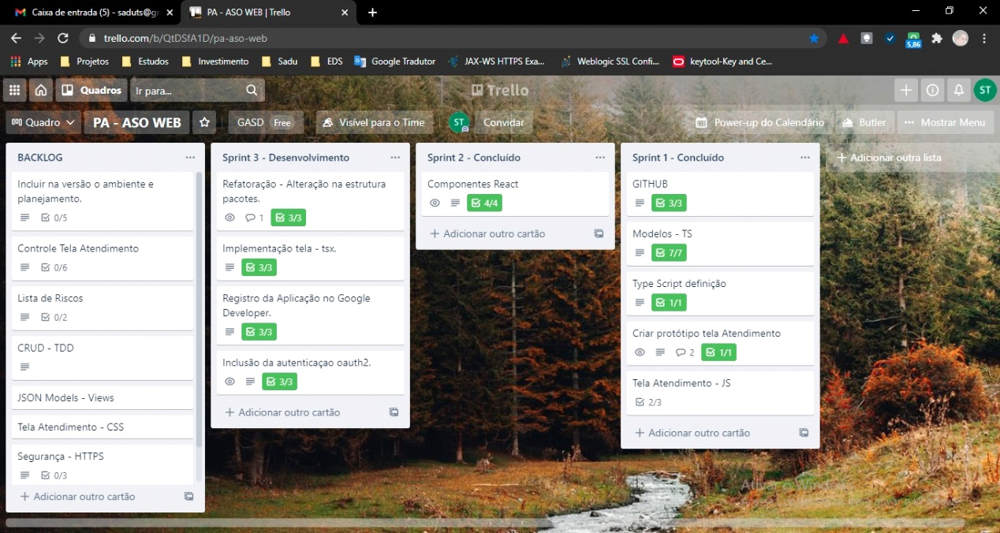 Caixa de entrada (5) - saduts@g
PA - ASO WEB | Trello
trello.com/b/QtDSfA1D/pa-aso-web
5,86
Apps
Projetos
Estudos
Investimento
Sadu
EDS
Google Tradutor
JAX-WS HTTPS Exa...
Weblogic SSL Confi...
keytool-Key and Ce...
Quadros
Ir para...
Trello
ST
Quadro
PA - ASO WEB
GASD Free
Visível para o Time
ST
Convidar
Power-up do Calendário
Butler
Mostrar Menu
BACKLOG
Incluir na versão o ambiente e
planejamento.
0/5
Controle Tela Atendimento
0/6
Lista de Riscos
0/2
CRUD - TDD
JSON Models - Views
Tela Atendimento - CSS
Segurança - HTTPS
0/3
+ Adicionar outro cartão
Sprint 3 - Desenvolvimento
Refatoração - Alteração na estrutura
pacotes.
1 3/3
Implementação tela - tsx.
3/3
Registro da Aplicação no Google
Developer.
3/3
Inclusão da autenticaçao oauth2.
3/3
+ Adicionar outro cartão
Sprint 2 - Concluído
Componentes React
4/4
+ Adicionar outro cartão
Sprint 1 - Concluído
GITHUB
3/3
Modelos - TS
7/7
Type Script definição
1/1
Criar protótipo tela Atendimento
2 1/1
Tela Atendimento - JS
2/3
+ Adicionar outro cartão
+ Adicionar outra lista